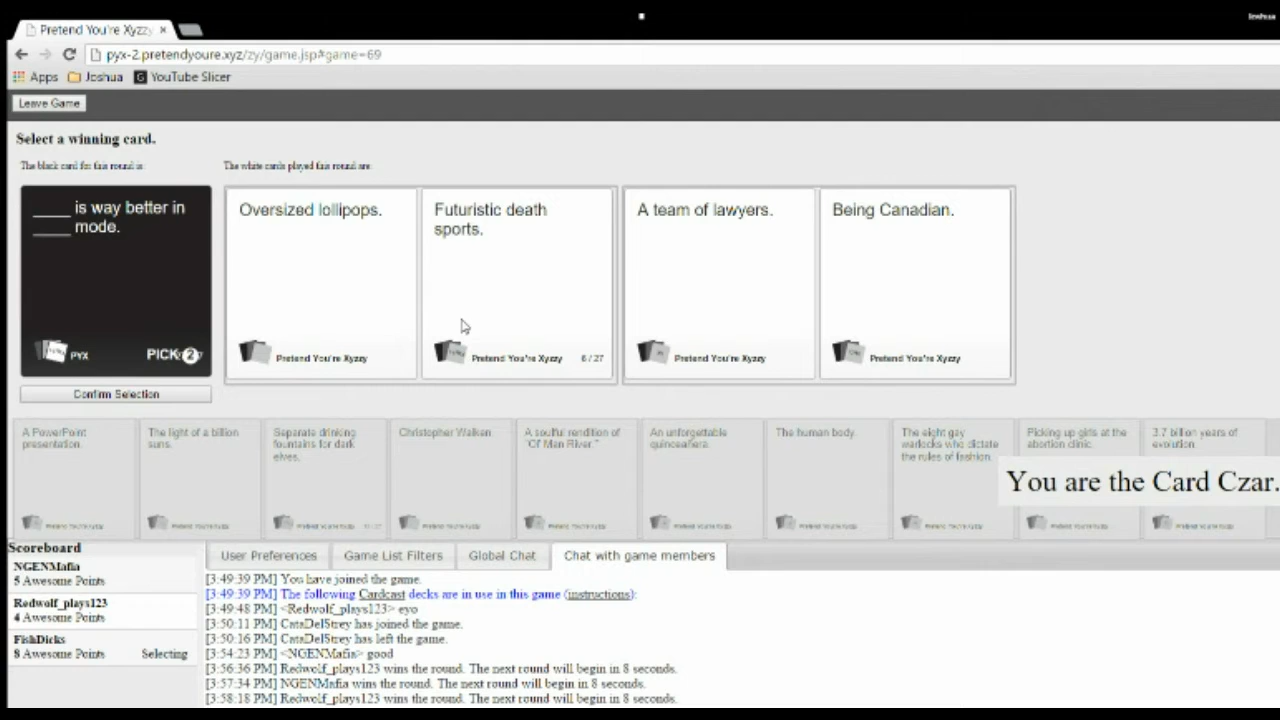 Pretend You're Xyzzy ×
pyx-2.pretendyoure.xyz/zy/game.jsp#game=69
Apps Joshua YouTube Slicer
Leave Game
Select a winning card.
The black card for this round is:
The white cards played this round are:
____ is way better in
____ mode.
PYX PICK 2
Oversized lollipops.
Pretend You're Xyzzy
Futuristic death
sports.
Pretend You're Xyzzy 6 / 27
A team of lawyers.
Pretend You're Xyzzy
Being Canadian.
Pretend You're Xyzzy
Confirm Selection
A PowerPoint
presentation.
The light of a billion
suns.
Separate drinking
fountains for dark
elves.
Christopher Walken.
A soulful rendition of
"Ol' Man River."
An unforgettable
quinceañera.
The human body.
The eight gay
warlocks who dictate
the rules of fashion.
Picking up girls at the
abortion clinic.
3.7 billion years of
evolution.
You are the Card Czar.
Scoreboard
NGENMafia
5 Awesome Points
Redwolf_plays123
4 Awesome Points
FishDicks
8 Awesome Points Selecting
User Preferences Game List Filters Global Chat Chat with game members
[3:49:39 PM] You have joined the game.
[3:49:39 PM] The following Cardcast decks are in use in this game (instructions):
[3:49:48 PM] <Redwolf_plays123> eyo
[3:50:11 PM] CataDelStrey has joined the game.
[3:50:16 PM] CataDelStrey has left the game.
[3:54:23 PM] <NGENMafia> good
[3:56:36 PM] Redwolf_plays123 wins the round. The next round will begin in 8 seconds.
[3:57:34 PM] NGENMafia wins the round. The next round will begin in 8 seconds.
[3:58:18 PM] Redwolf_plays123 wins the round. The next round will begin in 8 seconds.